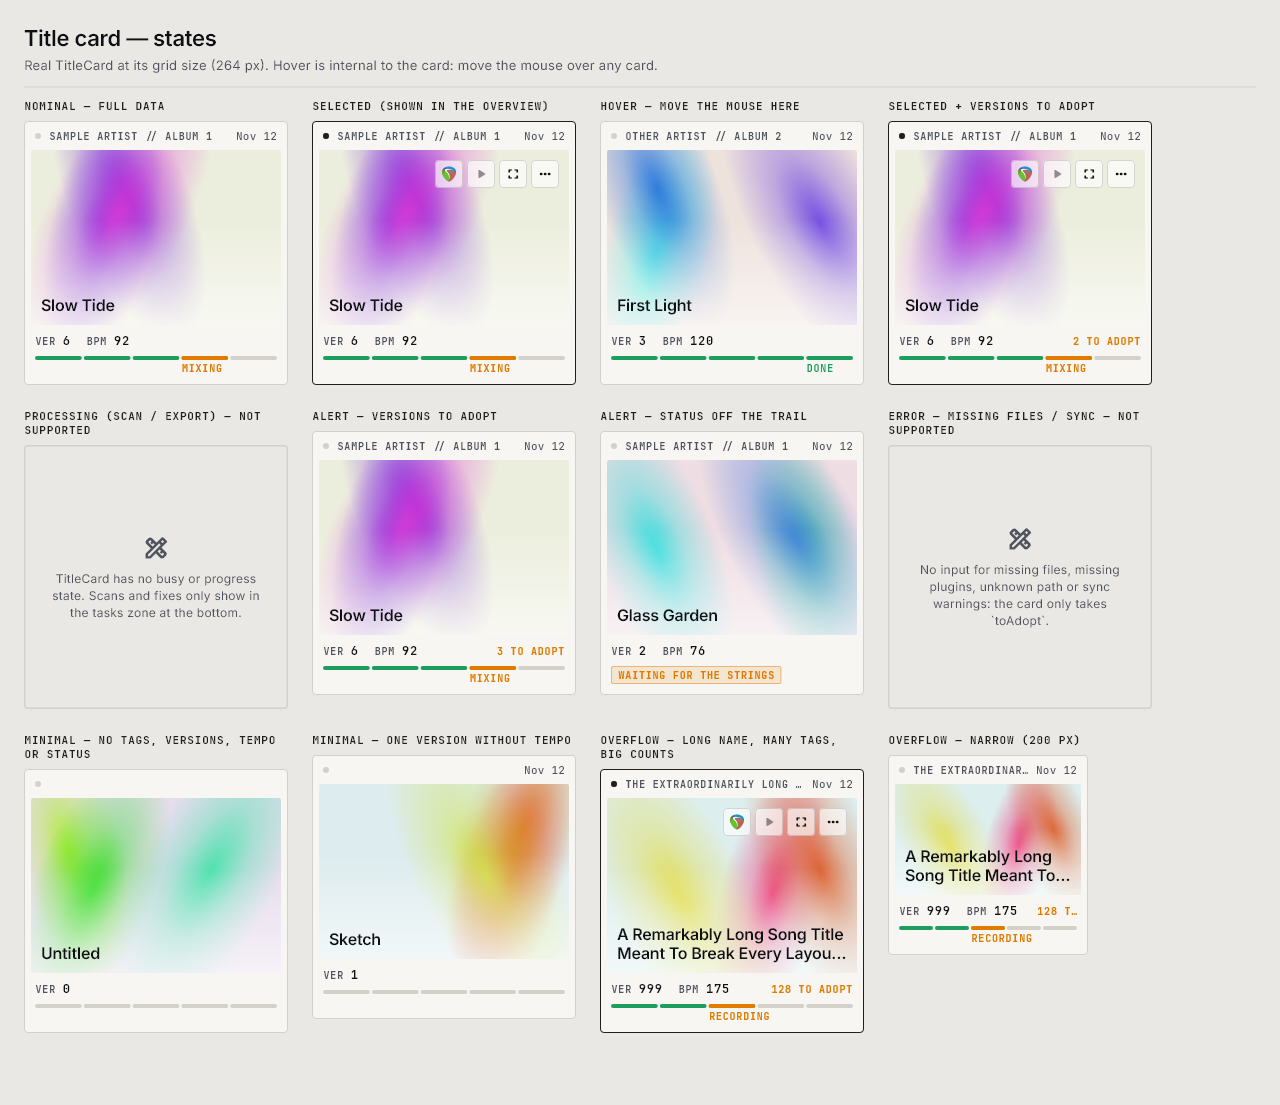 Title card — states
Real TitleCard at its grid size (264 px). Hover is internal to the card: move the mouse over any card.
NOMINAL — FULL DATA
SAMPLE ARTIST // ALBUM 1 Nov 12
Slow Tide
VER 6 BPM 92
MIXING
SELECTED (SHOWN IN THE OVERVIEW)
SAMPLE ARTIST // ALBUM 1 Nov 12
Slow Tide
VER 6 BPM 92
MIXING
HOVER — MOVE THE MOUSE HERE
OTHER ARTIST // ALBUM 2 Nov 12
First Light
VER 3 BPM 120
DONE
SELECTED + VERSIONS TO ADOPT
SAMPLE ARTIST // ALBUM 1 Nov 12
Slow Tide
VER 6 BPM 92 2 TO ADOPT
MIXING
PROCESSING (SCAN / EXPORT) — NOT
SUPPORTED
TitleCard has no busy or progress
state. Scans and fixes only show in
the tasks zone at the bottom.
ALERT — VERSIONS TO ADOPT
SAMPLE ARTIST // ALBUM 1 Nov 12
Slow Tide
VER 6 BPM 92 3 TO ADOPT
MIXING
ALERT — STATUS OFF THE TRAIL
SAMPLE ARTIST // ALBUM 1 Nov 12
Glass Garden
VER 2 BPM 76
WAITING FOR THE STRINGS
ERROR — MISSING FILES / SYNC — NOT
SUPPORTED
No input for missing files, missing
plugins, unknown path or sync
warnings: the card only takes
`toAdopt`.
MINIMAL — NO TAGS, VERSIONS, TEMPO
OR STATUS
Untitled
VER 0
MINIMAL — ONE VERSION WITHOUT TEMPO
Nov 12
Sketch
VER 1
OVERFLOW — LONG NAME, MANY TAGS,
BIG COUNTS
THE EXTRAORDINARILY LONG … Nov 12
A Remarkably Long Song Title
Meant To Break Every Layou…
VER 999 BPM 175 128 TO ADOPT
RECORDING
OVERFLOW — NARROW (200 PX)
THE EXTRAORDINAR… Nov 12
A Remarkably Long
Song Title Meant To…
VER 999 BPM 175 128 T…
RECORDING